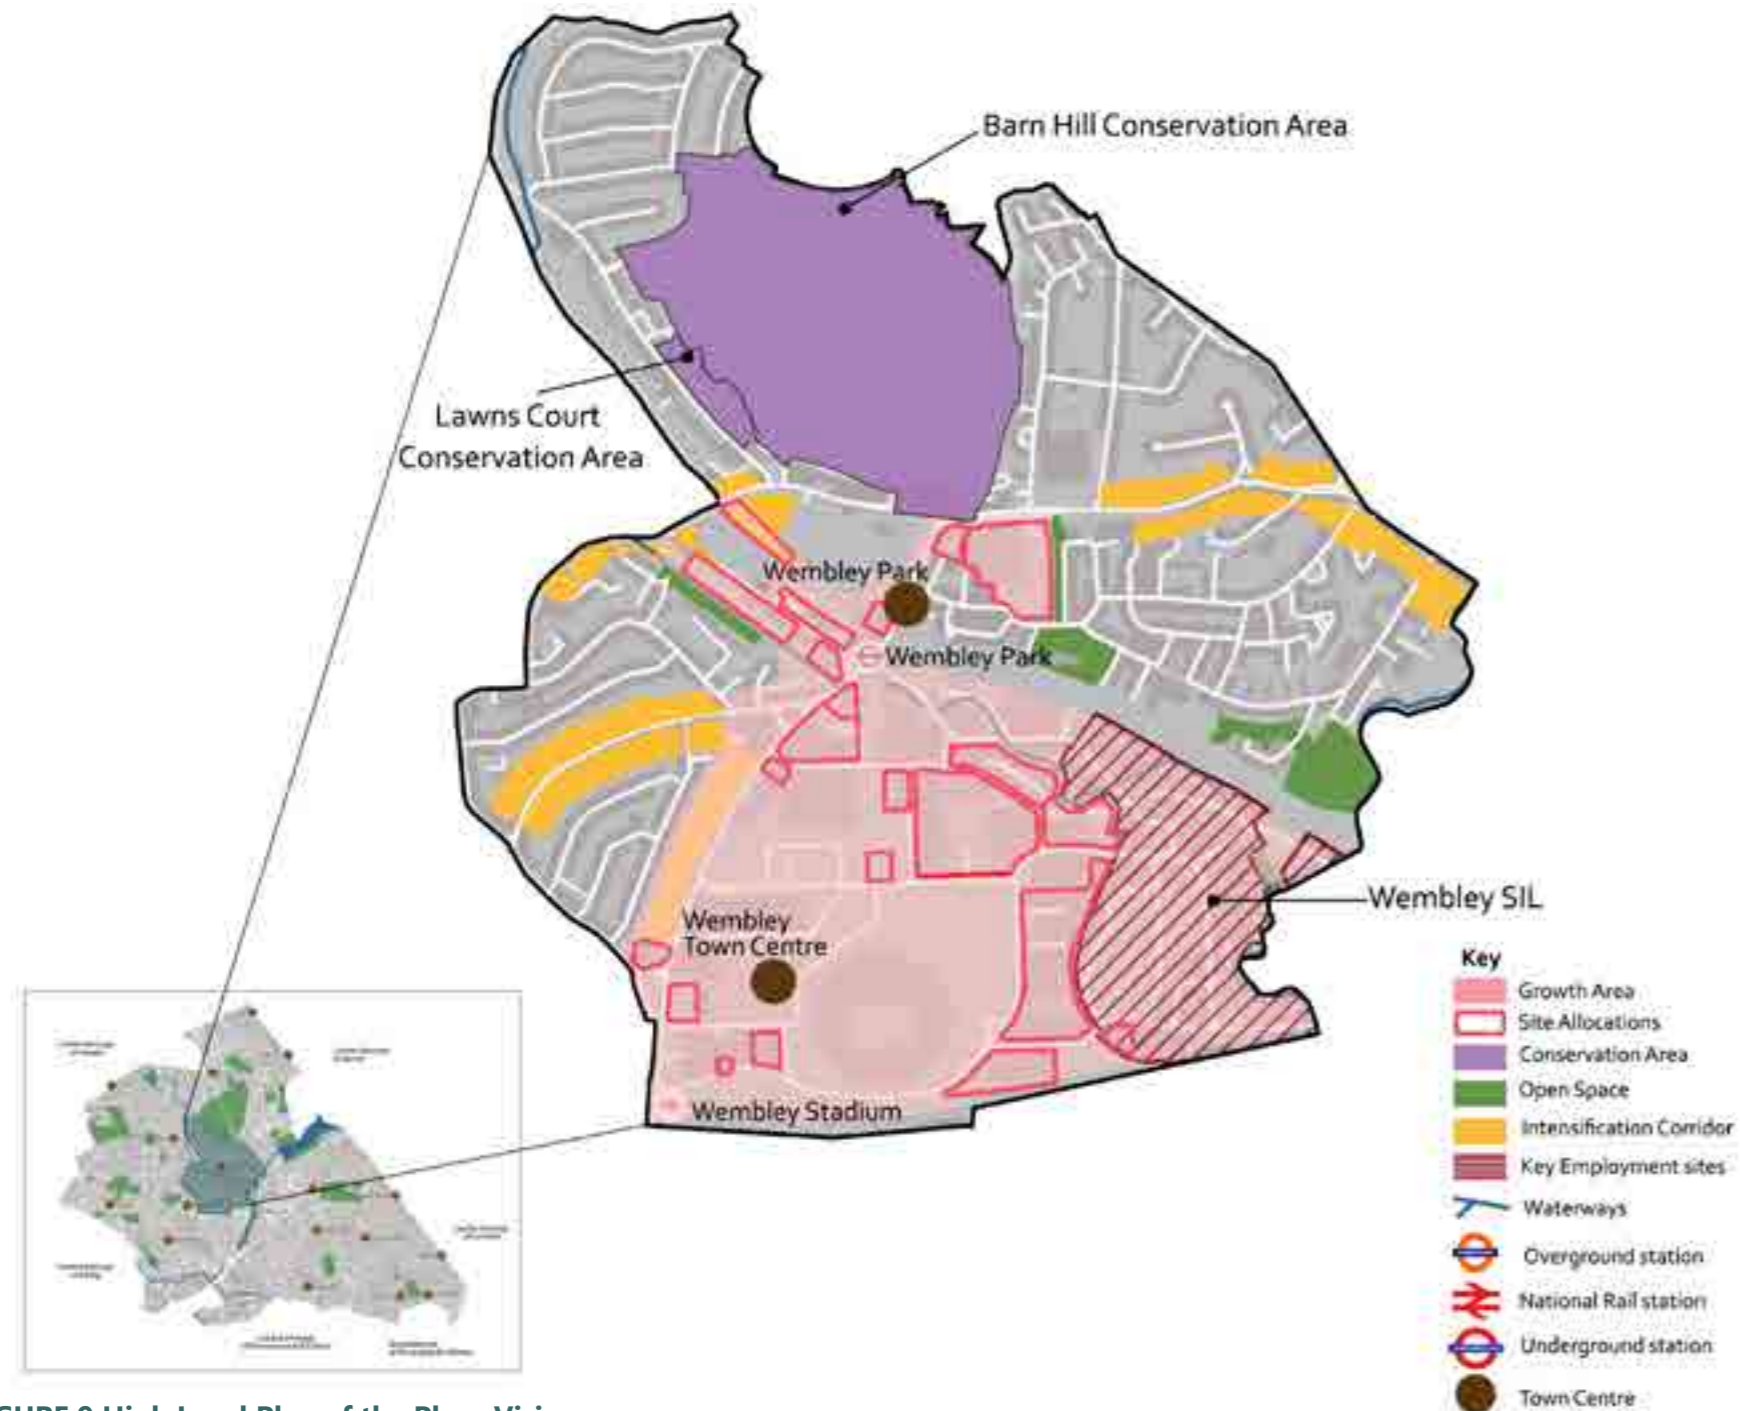 Barn Hill Conservation Area
Lawns Court
Conservation Area
Wembley Park
Wembley Park
Wembley SIL
Wembley
Town Centre
Wembley Stadium
Key
Growth Area
Site Allocations
Conservation Area
Open Space
Intensification Corridor
Key Employment sites
Waterways
Overground station
National Rail station
Underground station
Town Centre